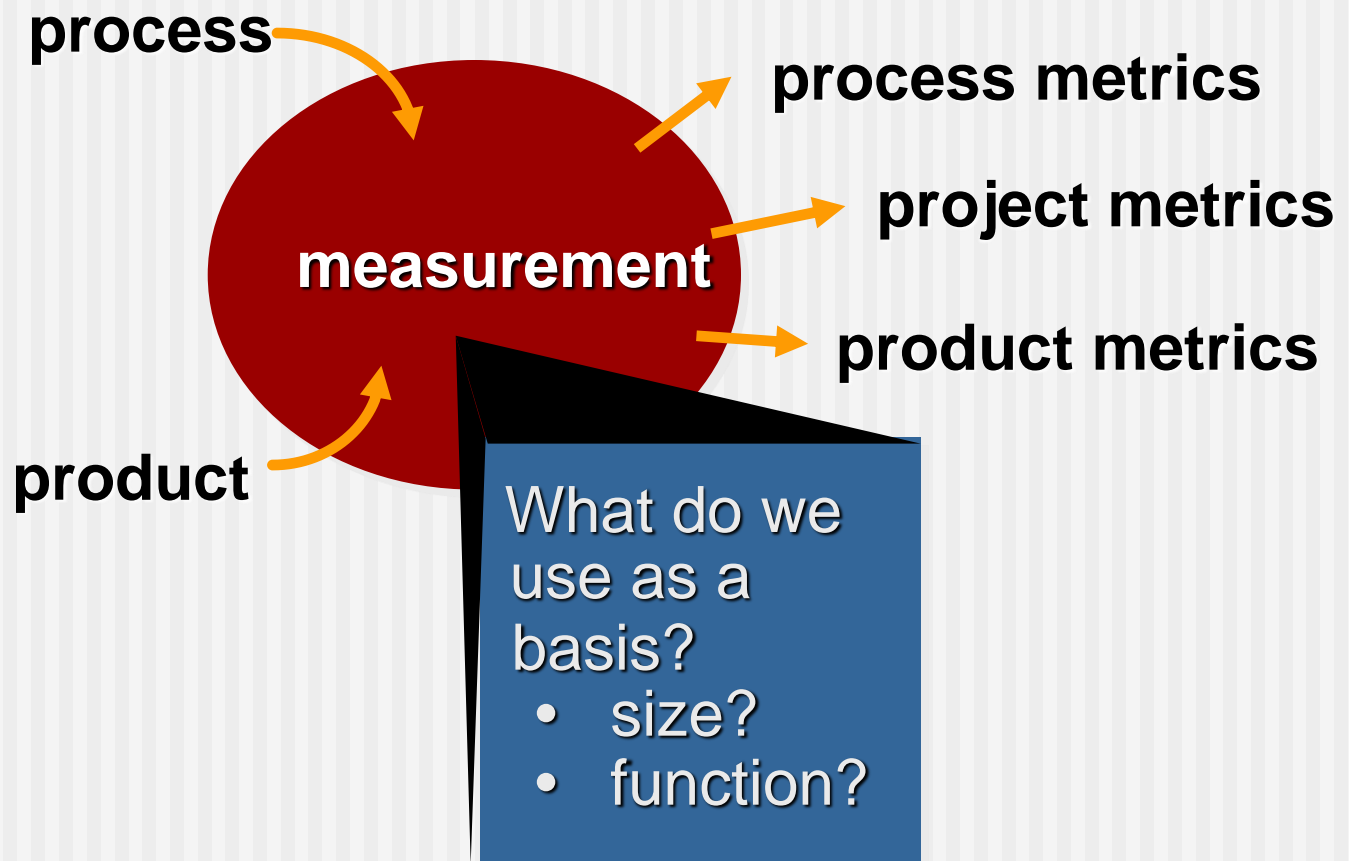 process
process metrics
project metrics
measurement
product metrics
product
What do we
use as a
basis?
• size?
• function?